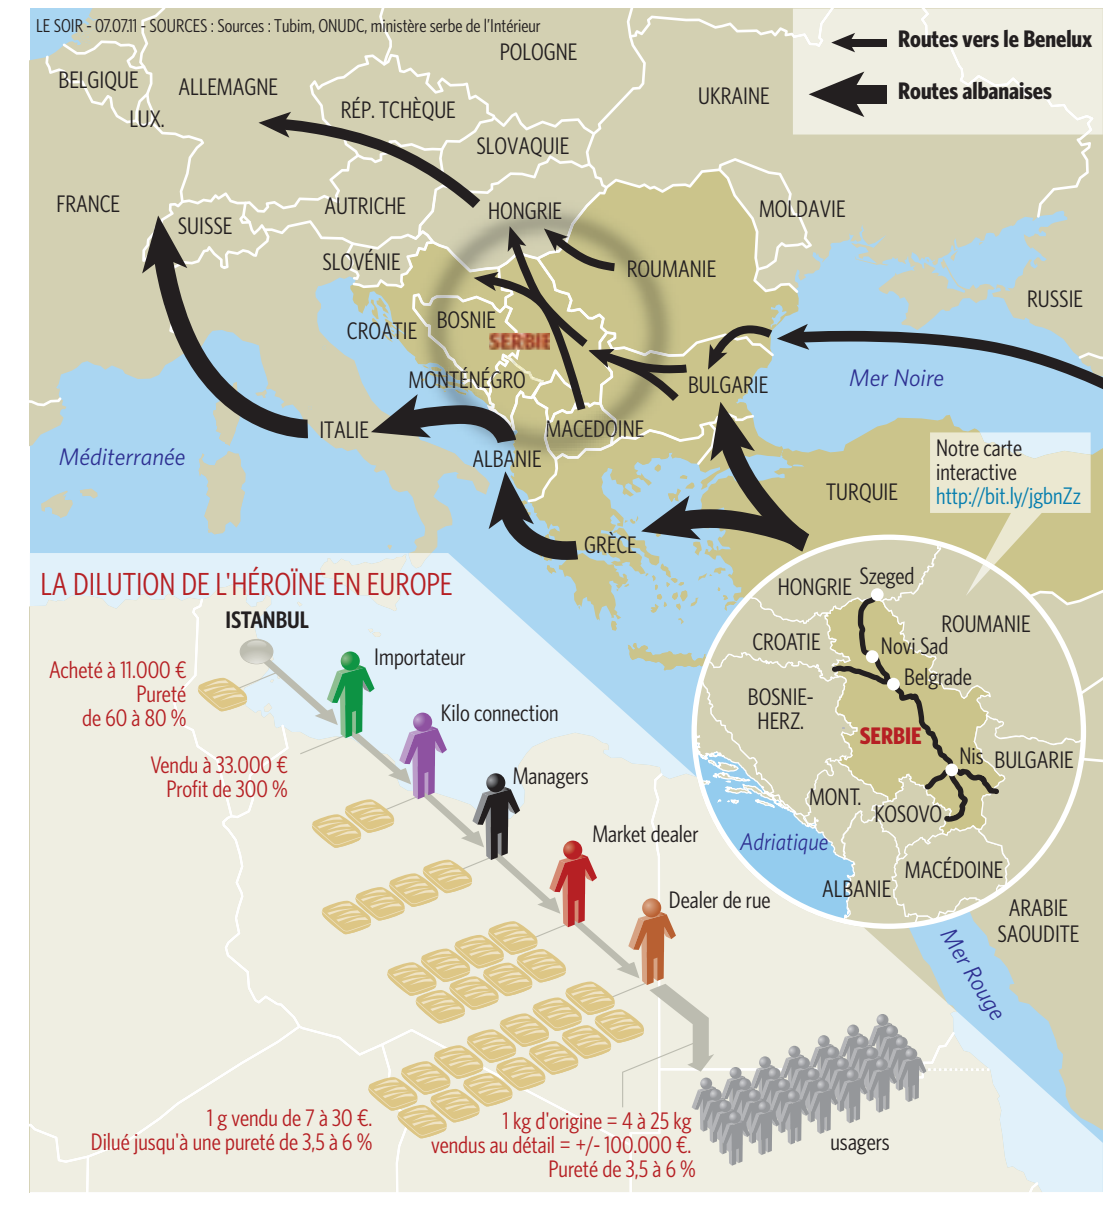 LE SOIR - 07.07.11 - SOURCES : Sources : Tubim, ONUDC, ministère serbe de l'Intérieur
Routes vers le Benelux
Routes albanaises
POLOGNE
BELGIQUE
ALLEMAGNE
UKRAINE
RÉP. TCHÈQUE
LUX.
SLOVAQUIE
FRANCE
AUTRICHE
HONGRIE
MOLDAVIE
SUISSE
SLOVÉNIE
ROUMANIE
RUSSIE
BOSNIE
CROATIE
SERBIE
MONTÉNÉGRO
BULGARIE
Mer Noire
ITALIE
MACEDOINE
Méditerranée
ALBANIE
TURQUIE
GRÈCE
Notre carte
interactive
http://bit.ly/jgbnZz
HONGRIE
Szeged
ROUMANIE
CROATIE
Novi Sad
Belgrade
BOSNIE-
HERZ.
SERBIE
Nis
BULGARIE
MONT.
KOSOVO
Adriatique
MACÉDOINE
ALBANIE
ARABIE
SAOUDITE
Mer Rouge
LA DILUTION DE L'HÉROÏNE EN EUROPE
ISTANBUL
Acheté à 11.000 €
Pureté
de 60 à 80 %
Importateur
Vendu à 33.000 €
Profit de 300 %
Kilo connection
Managers
Market dealer
Dealer de rue
1 g vendu de 7 à 30 €.
Dilué jusqu'à une pureté de 3,5 à 6 %
1 kg d'origine = 4 à 25 kg
vendus au détail = +/- 100.000 €.
Pureté de 3,5 à 6 %
usagers